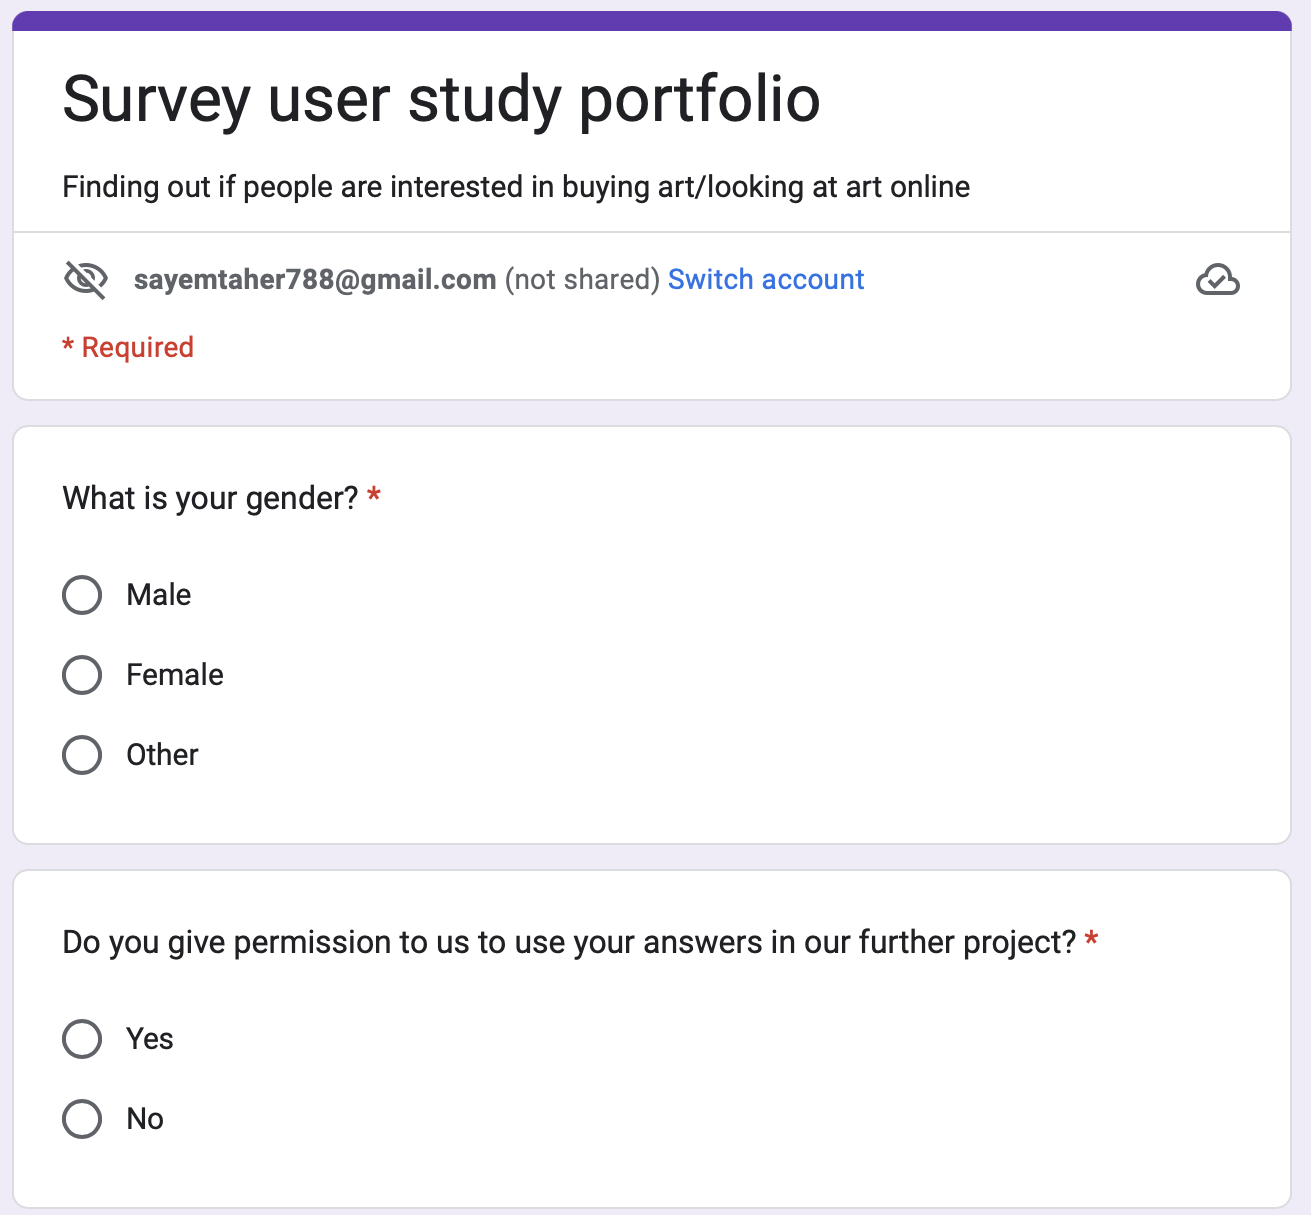 Survey user study portfolio
Finding out if people are interested in buying art/looking at art online
sayemtaher788@gmail.com (not shared) Switch account
* Required
What is your gender? *
Male
Female
Other
Do you give permission to us to use your answers in our further project? *
Yes
No